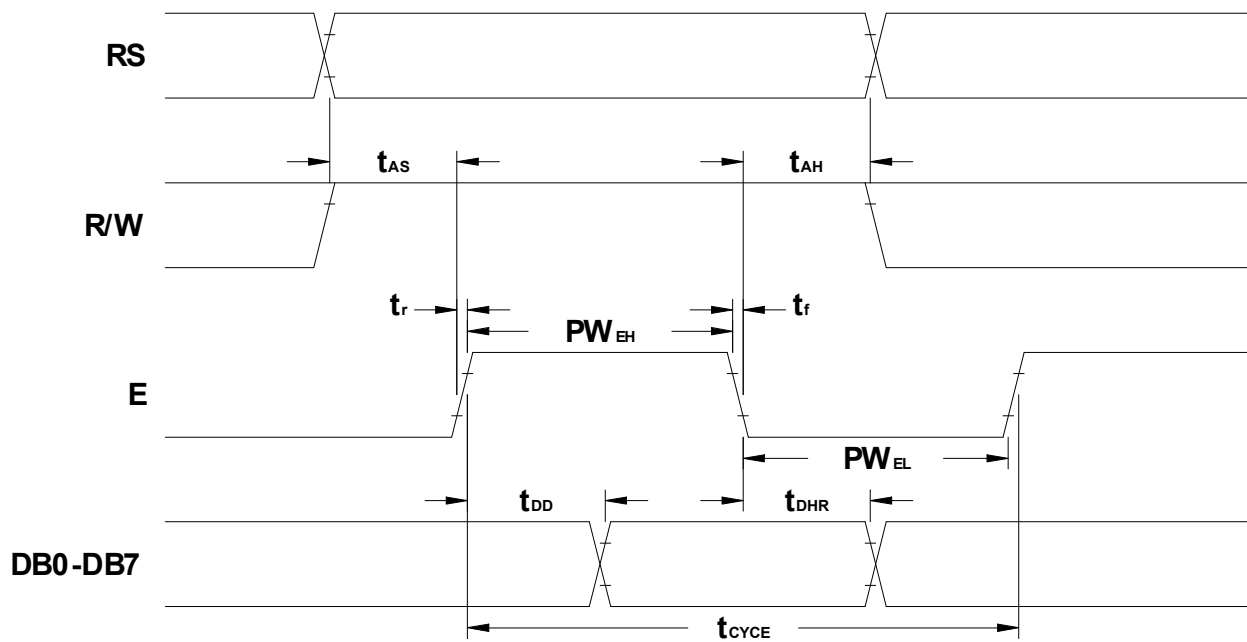 RS
tAS
tAH
R/W
tr
tf
PWEH
E
PWEL
tDD
tDHR
DB0-DB7
tCYCE